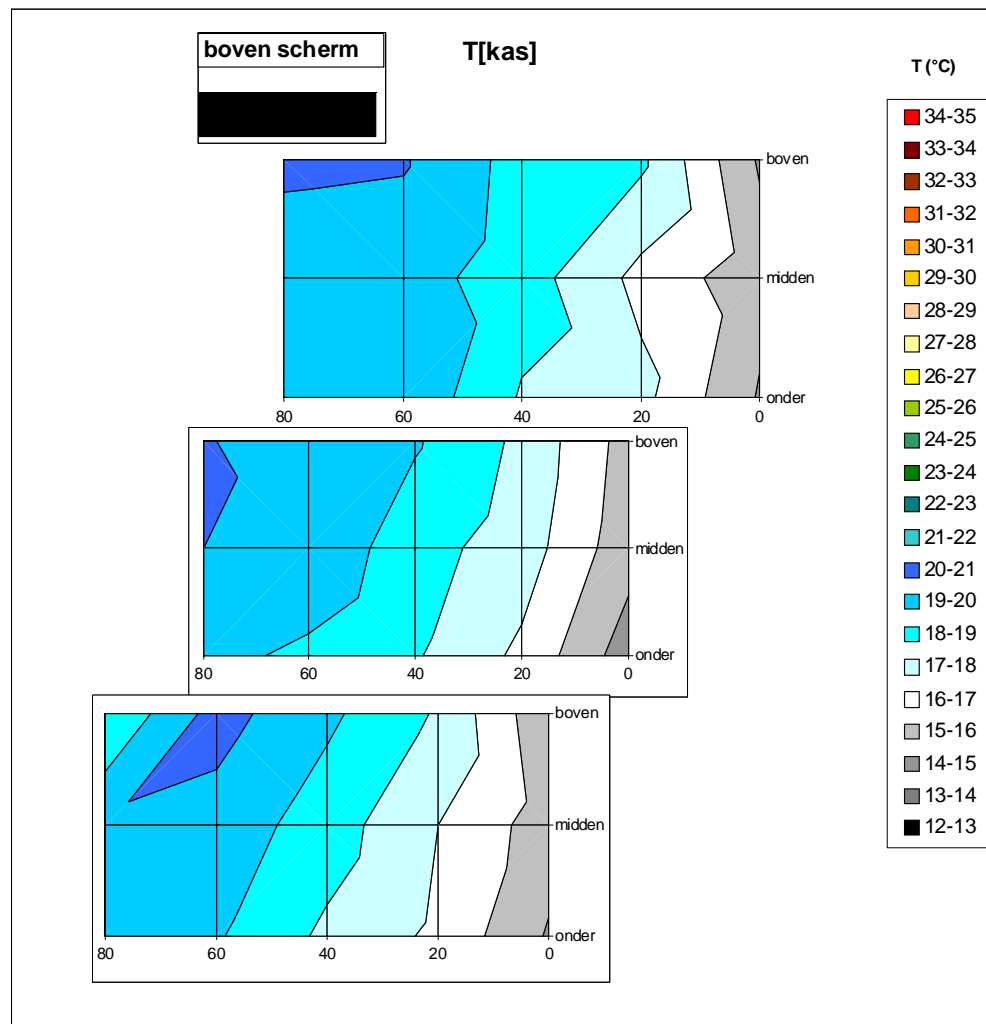 boven scherm
T[kas]
T (°C)
34-35
33-34
32-33
31-32
30-31
29-30
28-29
27-28
26-27
25-26
24-25
23-24
22-23
21-22
20-21
19-20
18-19
17-18
16-17
15-16
14-15
13-14
12-13
boven
midden
onder
80 60 40 20 0
boven
midden
onder
80 60 40 20 0
boven
midden
onder
80 60 40 20 0